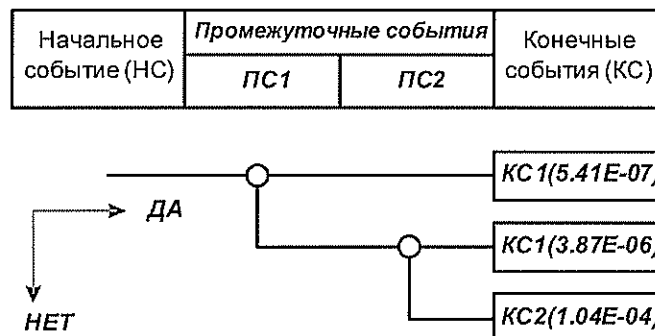 Начальное
событие (НС)
Промежуточные события
ПС1
ПС2
Конечные
события (КС)
КС1(5.41E-07)
ДА
КС1(3.87E-06)
НЕТ
КС2(1.04E-04)